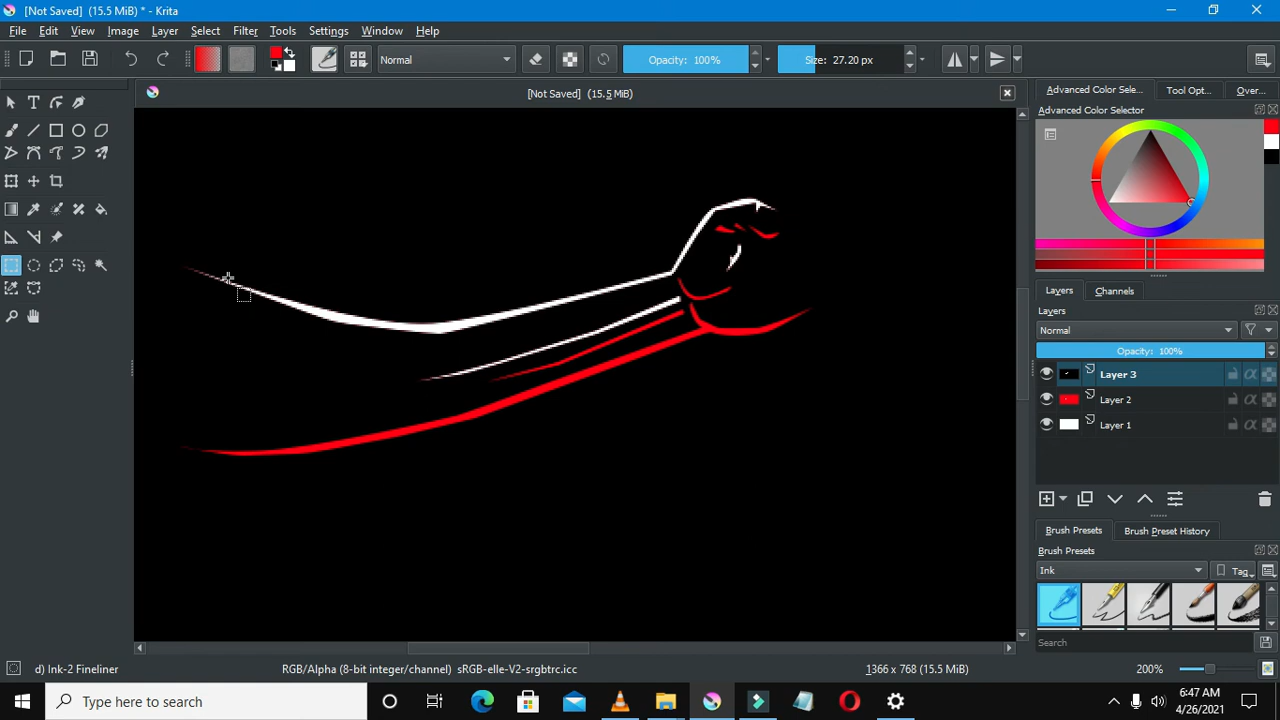 [Not Saved] (15.5 MiB) * - Krita
File Edit View Image Layer Select Filter Tools Settings Window Help
Normal
Opacity: 100%
Size: 27.20 px
[Not Saved] (15.5 MiB)
Advanced Color Sele... Tool Opt... Over...
Advanced Color Selector
Layers Channels
Layers
Normal
Opacity: 100%
Layer 3
Layer 2
Layer 1
Brush Presets Brush Preset History
Brush Presets
Ink
Tag
Search
d) Ink-2 Fineliner
RGB/Alpha (8-bit integer/channel) sRGB-elle-V2-srgbtrc.icc
1366 x 768 (15.5 MiB)
200%
Type here to search
6:47 AM
4/26/2021